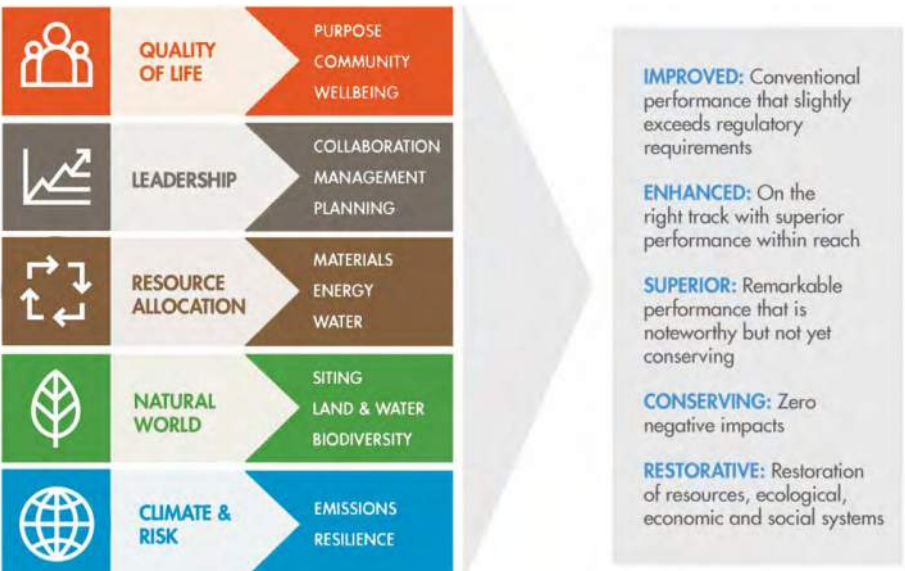 QUALITY
OF LIFE
PURPOSE
COMMUNITY
WELLBEING
LEADERSHIP
COLLABORATION
MANAGEMENT
PLANNING
RESOURCE
ALLOCATION
MATERIALS
ENERGY
WATER
NATURAL
WORLD
SITING
LAND & WATER
BIODIVERSITY
CLIMATE &
RISK
EMISSIONS
RESILIENCE
IMPROVED: Conventional
performance that slightly
exceeds regulatory
requirements
ENHANCED: On the
right track with superior
performance within reach
SUPERIOR: Remarkable
performance that is
noteworthy but not yet
conserving
CONSERVING: Zero
negative impacts
RESTORATIVE: Restoration
of resources, ecological,
economic and social systems